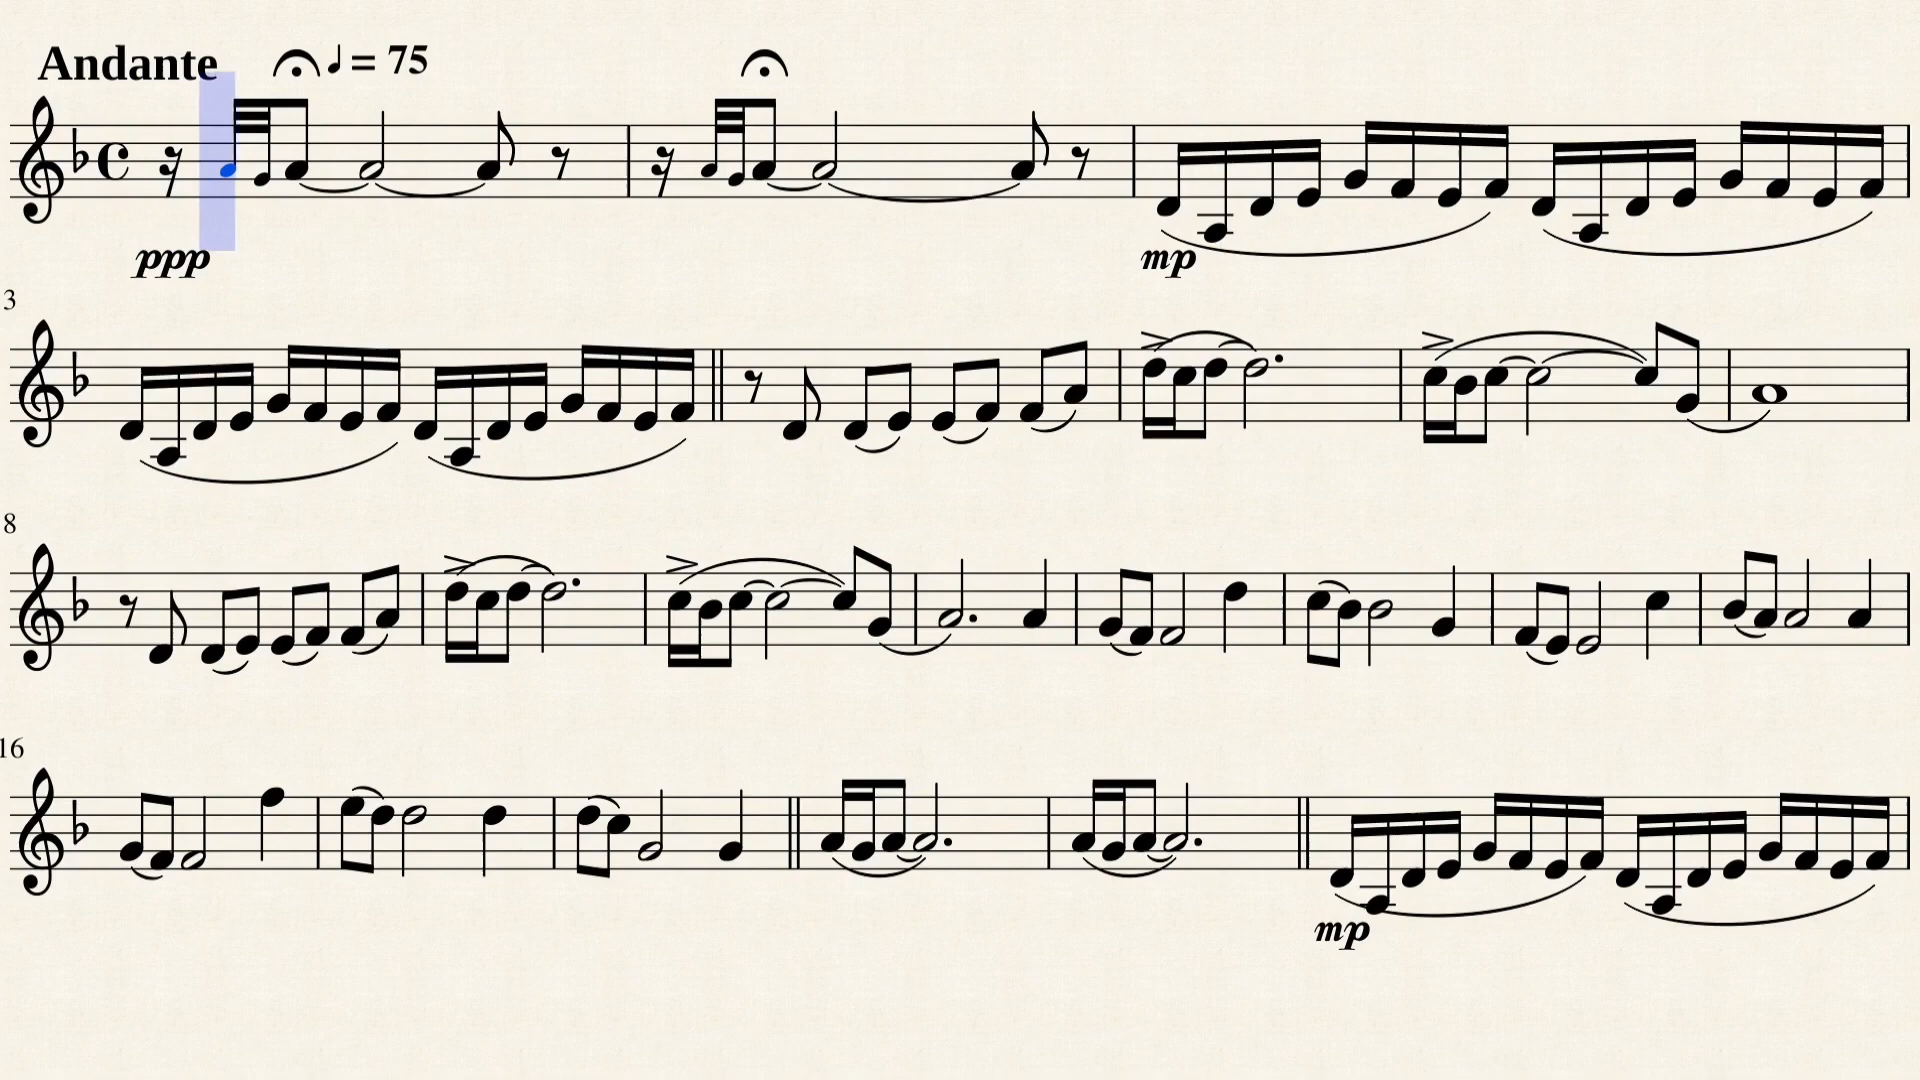 Andante ♩ = 75
ppp
mp
3
8
16
mp